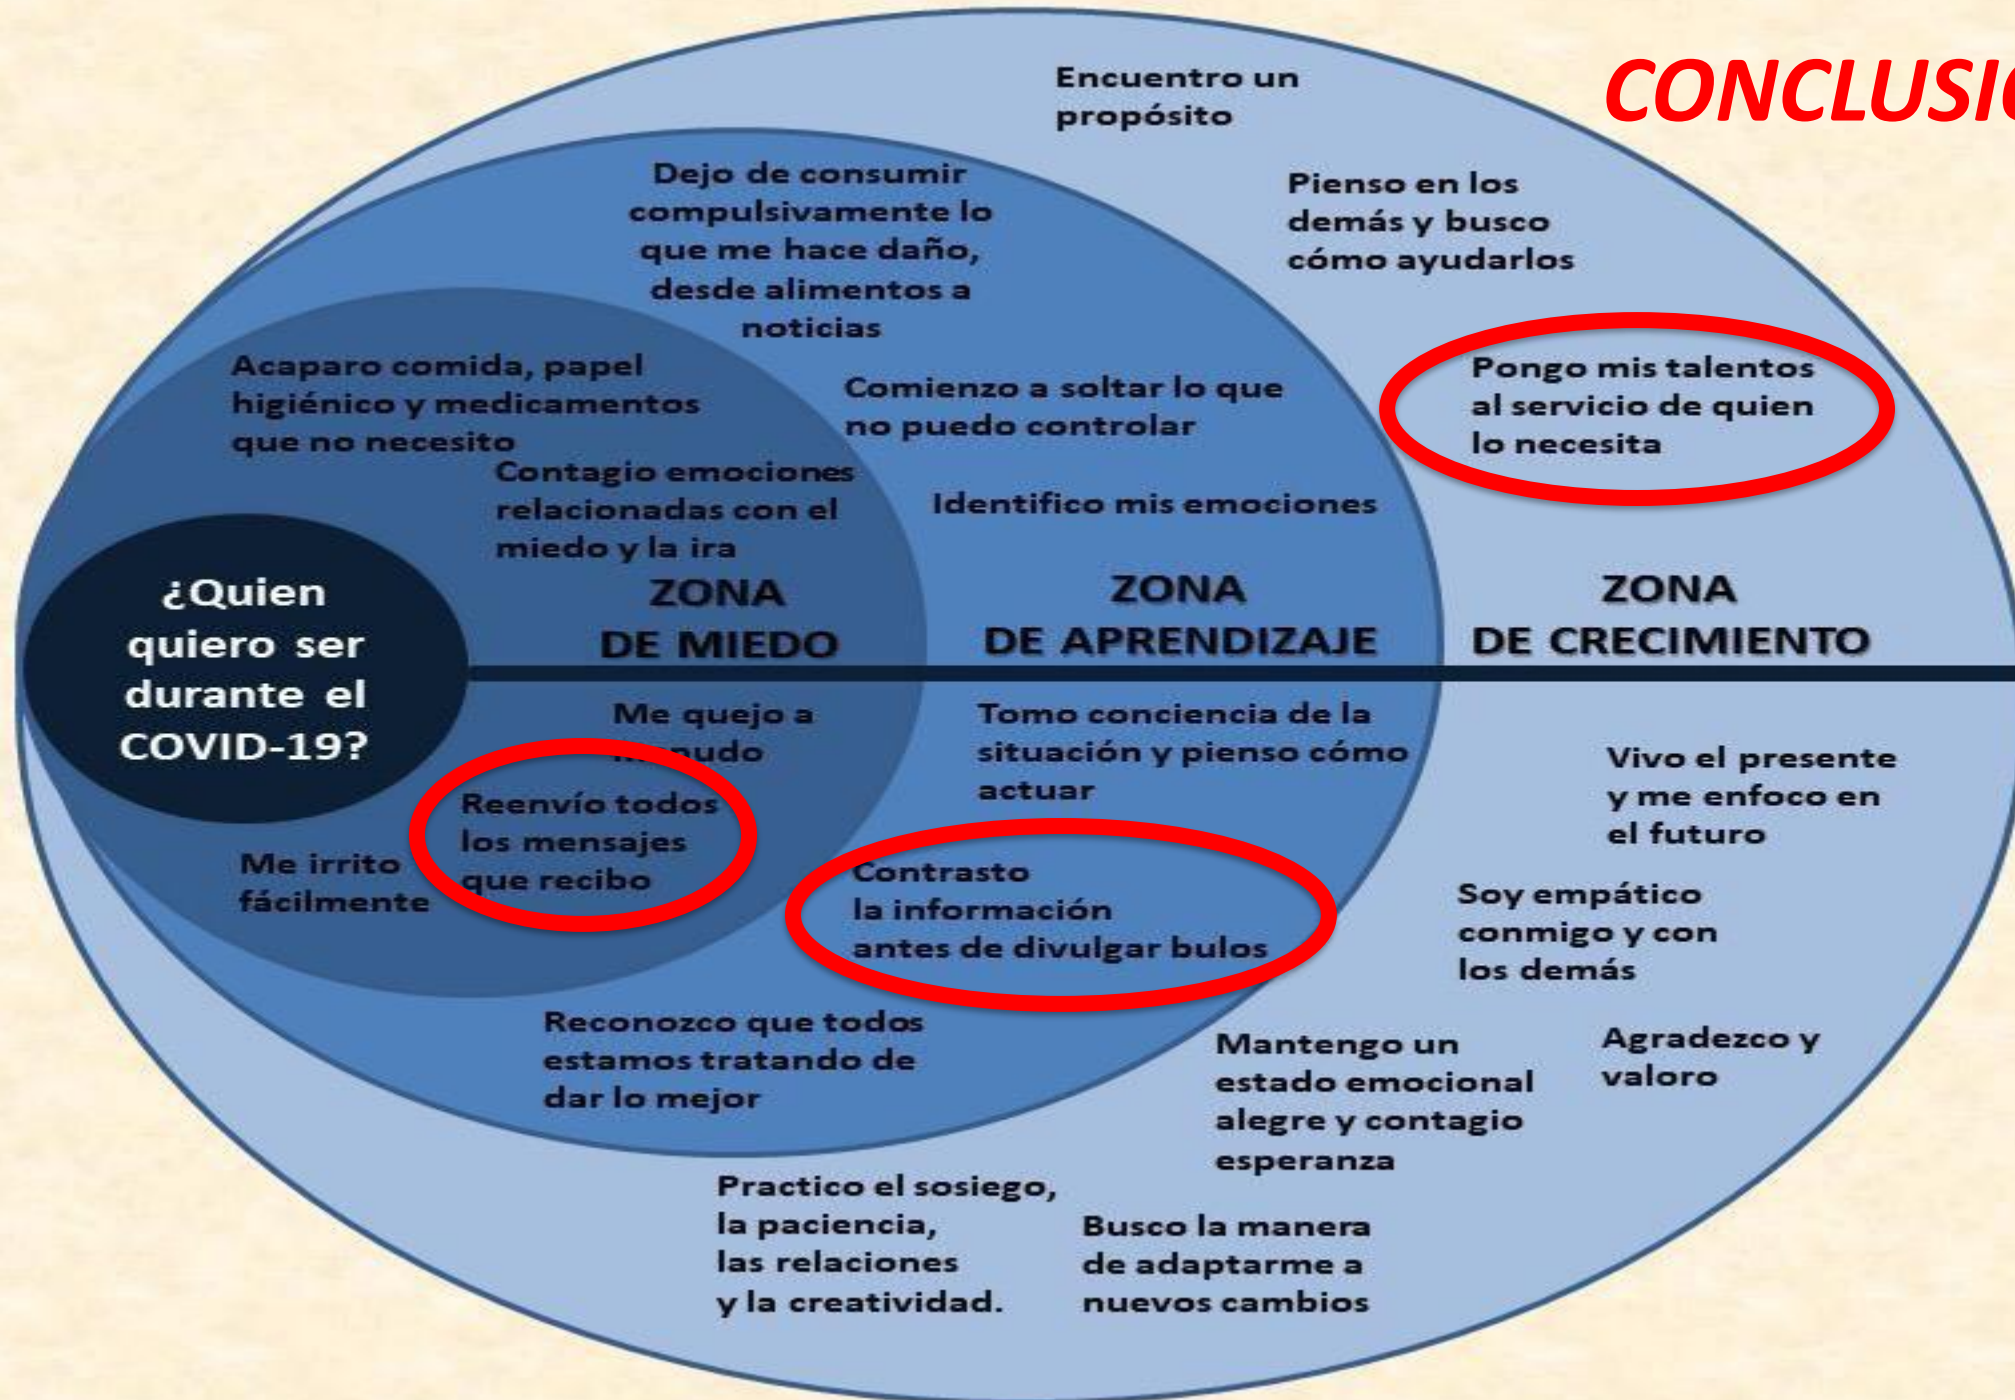 CONCLUSIO
Encuentro un
propósito
Pienso en los
demás y busco
cómo ayudarlos
Pongo mis talentos
al servicio de quien
lo necesita
Dejo de consumir
compulsivamente lo
que me hace daño,
desde alimentos a
noticias
Comienzo a soltar lo que
no puedo controlar
Identifico mis emociones
Acaparo comida, papel
higiénico y medicamentos
que no necesito
Contagio emociones
relacionadas con el
miedo y la ira
¿Quien
quiero ser
durante el
COVID-19?
ZONA
DE MIEDO
ZONA
DE APRENDIZAJE
ZONA
DE CRECIMIENTO
Me quejo a
Reenvío todos
los mensajes
que recibo
Me irrito
fácilmente
Tomo conciencia de la
situación y pienso cómo
actuar
Contrasto
la información
antes de divulgar bulos
Reconozco que todos
estamos tratando de
dar lo mejor
Vivo el presente
y me enfoco en
el futuro
Soy empático
conmigo y con
los demás
Agradezco y
valoro
Mantengo un
estado emocional
alegre y contagio
esperanza
Practico el sosiego,
la paciencia,
las relaciones
y la creatividad.
Busco la manera
de adaptarme a
nuevos cambios